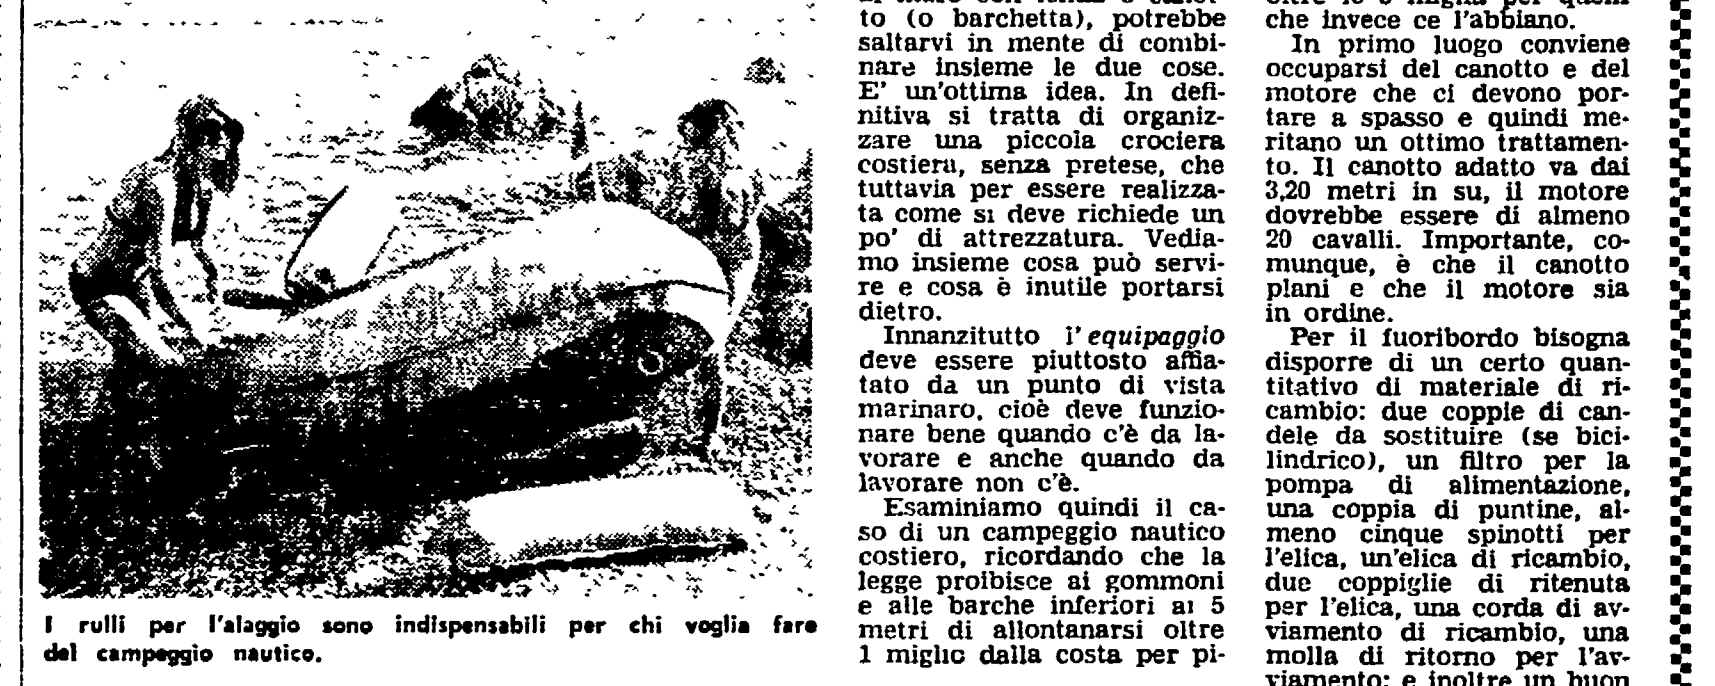 to (o barchetta), potrebbe
saltarvi in mente di combi-
nare insieme le due cose.
E' un'ottima idea. In defi-
nitiva si tratta di organiz-
zare una piccola crociera
costiera, senza pretese, che
tuttavia per essere realizza-
ta come si deve richiede un
po' di attrezzatura. Vedia-
mo insieme cosa può servi-
re e cosa è inutile portarsi
dietro.
Innanzitutto l'equipaggio
deve essere piuttosto affia-
tato da un punto di vista
marinaro, cioè deve funzio-
nare bene quando c'è da la-
vorare e anche quando da
lavorare non c'è.
Esaminiamo quindi il ca-
so di un campeggio nautico
costiero, ricordando che la
legge proibisce ai gommoni
e alle barche inferiori ai 5
metri di allontanarsi oltre
1 miglio dalla costa per pi-
che invece ce l'abbiano.
In primo luogo conviene
occuparsi del canotto e del
motore che ci devono por-
tare a spasso e quindi me-
ritano un ottimo trattamen-
to. Il canotto adatto va dai
3,20 metri in su, il motore
dovrebbe essere di almeno
20 cavalli. Importante, co-
munque, è che il canotto
plani e che il motore sia
in ordine.
Per il fuoribordo bisogna
disporre di un certo quan-
titativo di materiale di ri-
cambio: due coppie di can-
dele da sostituire (se bici-
lindrico), un filtro per la
pompa di alimentazione,
una coppia di puntine, al-
meno cinque spinotti per
l'elica, un'elica di ricambio,
due coppiglie di ritenuta
per l'elica, una corda di av-
viamento di ricambio, una
molla di ritorno per l'av-
viamento; e inoltre un buon
I rulli per l'alaggio sono indispensabili per chi voglia fare
del campeggio nautico.